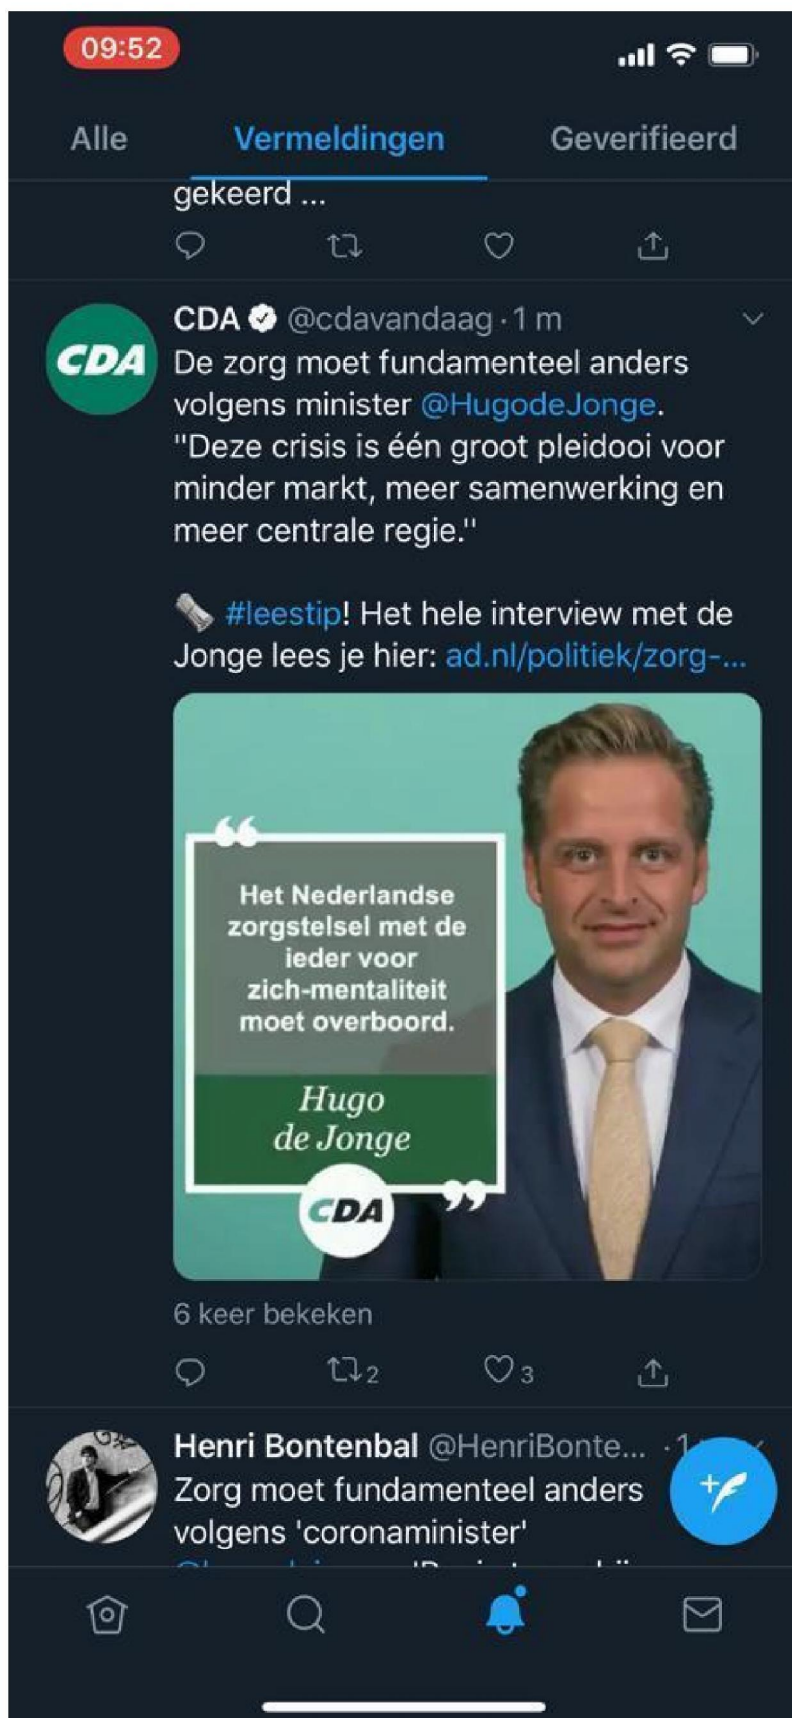 09:52
Alle Vermeldingen Geverifieerd
gekeerd ...
CDA @cdavandaag · 1 m
CDA
De zorg moet fundamenteel anders
volgens minister @HugodeJonge.
"Deze crisis is één groot pleidooi voor
minder markt, meer samenwerking en
meer centrale regie."
#leestip! Het hele interview met de
Jonge lees je hier: ad.nl/politiek/zorg-...
“
Het Nederlandse
zorgstelsel met de
ieder voor
zich-mentaliteit
moet overboord.
Hugo
de Jonge
”
CDA
6 keer bekeken
2 3
Henri Bontenbal @HenriBonte... · 1
Zorg moet fundamenteel anders
volgens 'coronaminister'